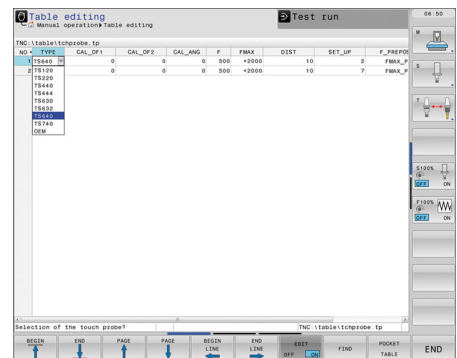 Table editing
Manual operation▸Table editing
Test run
06:50
TNC:\table\tchprobe.tp
NO TYPE CAL_OF1 CAL_OF2 CAL_ANG F FMAX DIST SET_UP F_PREPOS
1 TS640 0 0 0 500 +2000 10 2 FMAX_P
2 TS120 0 0 0 500 +2000 10 7 FMAX_P
TS220
TS440
TS444
TS630
TS632
TS640
TS740
OEM
M
S
T
S100%
OFF ON
F100% W
OFF ON
Selection of the touch probe?
TNC:\table\tchprobe.tp
BEGIN
END
PAGE
PAGE
BEGIN LINE
END LINE
EDIT
OFF ON
FIND
POCKET TABLE
END